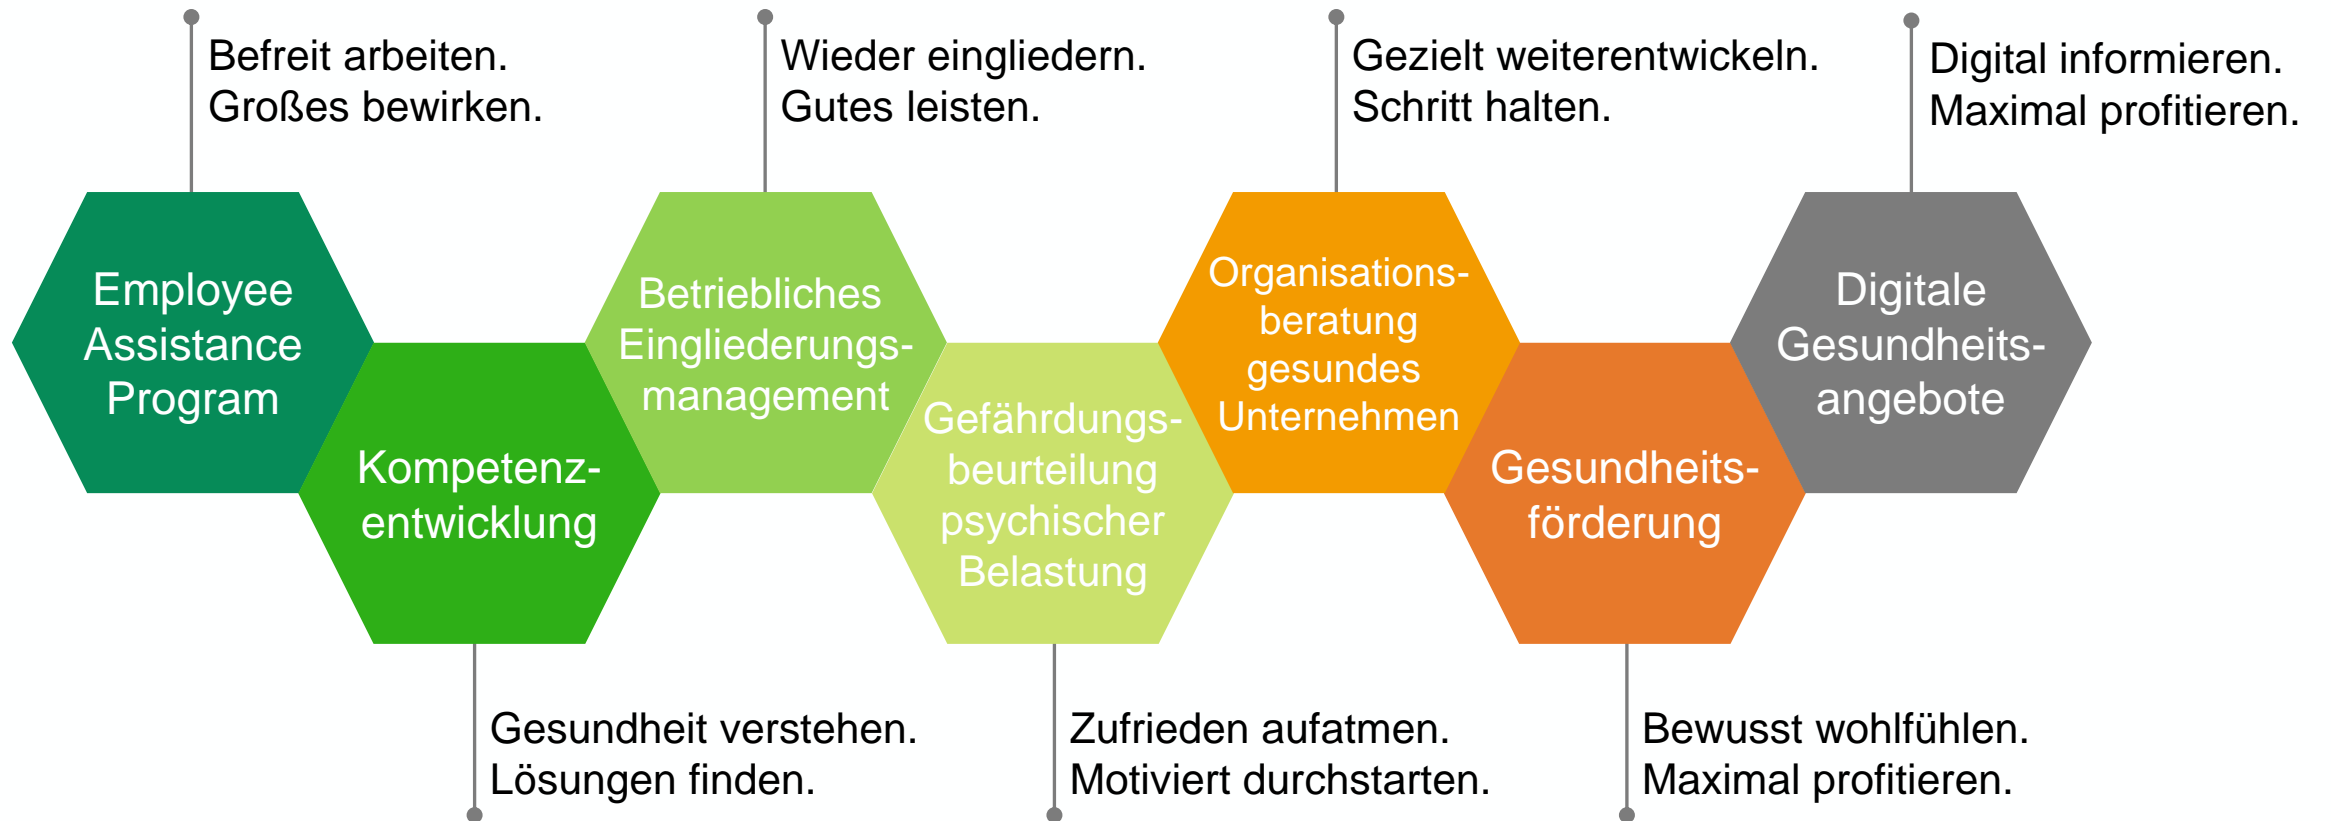 Befreit arbeiten.
Großes bewirken.
Wieder eingliedern.
Gutes leisten.
Gezielt weiterentwickeln.
Schritt halten.
Digital informieren.
Maximal profitieren.
Employee
Assistance
Program
Kompetenz-
entwicklung
Betriebliches
Eingliederungs-
management
Gefährdungs-
beurteilung
psychischer
Belastung
Organisations-
beratung
gesundes
Unternehmen
Gesundheits-
förderung
Digitale
Gesundheits-
angebote
Gesundheit verstehen.
Lösungen finden.
Zufrieden aufatmen.
Motiviert durchstarten.
Bewusst wohlfühlen.
Maximal profitieren.